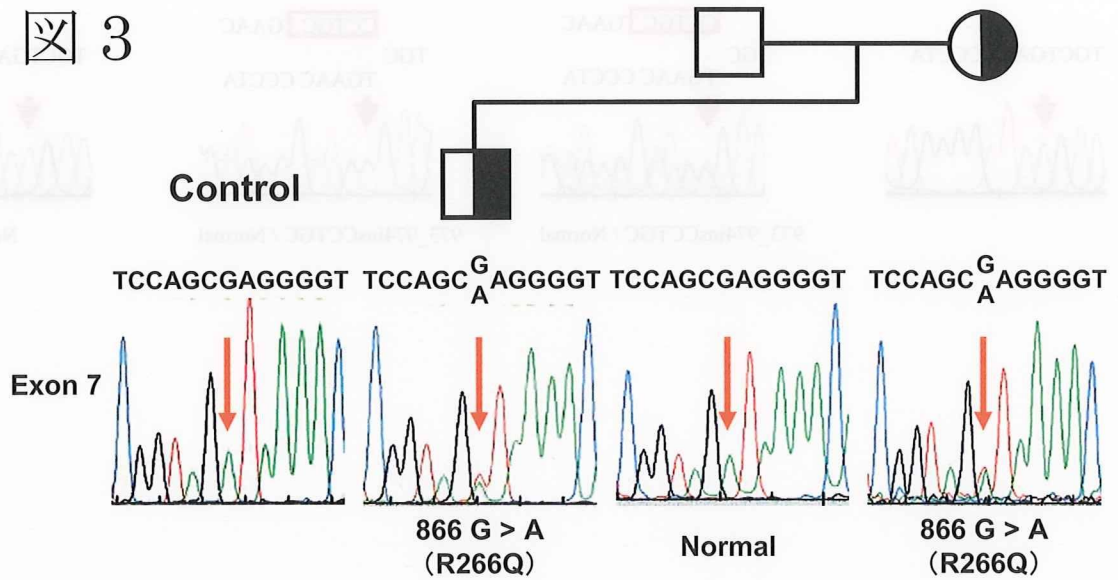 図 3
Control
TCCAGCGAGGGGT
TCCAGC G/A AGGGGT
TCCAGCGAGGGGT
TCCAGC G/A AGGGGT
Exon 7
866 G > A
（R266Q）
Normal
866 G > A
（R266Q）